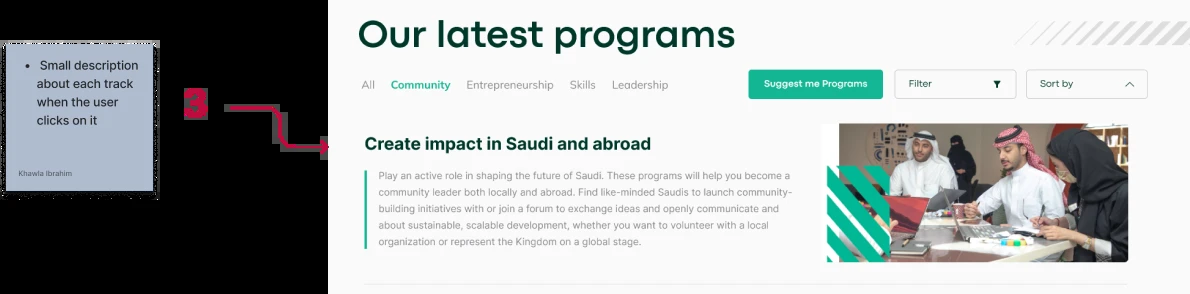 • Small description
about each track
when the user
clicks on it
Khawla Ibrahim
3
Our latest programs
All Community Entrepreneurship Skills Leadership
Suggest me Programs Filter Sort by
Create impact in Saudi and abroad
Play an active role in shaping the future of Saudi. These programs will help you become a
community leader both locally and abroad. Find like-minded Saudis to launch community-
building initiatives with or join a forum to exchange ideas and openly communicate and
about sustainable, scalable development, whether you want to volunteer with a local
organization or represent the Kingdom on a global stage.